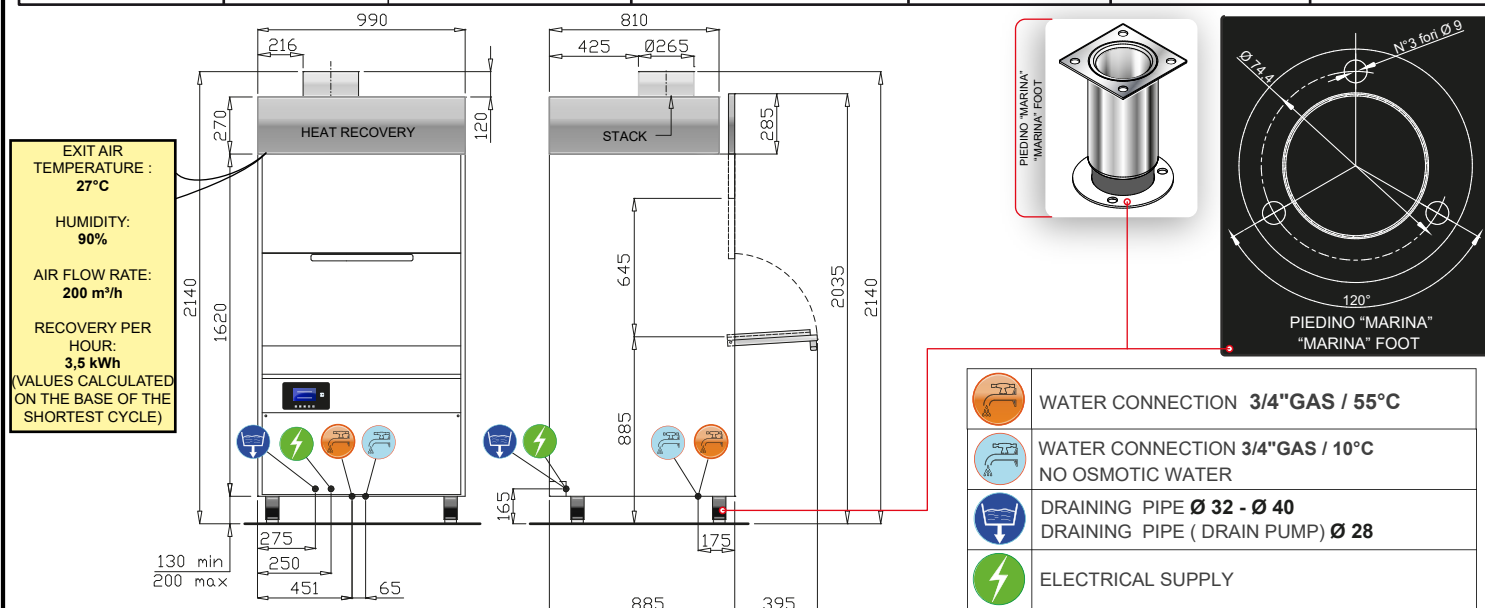 990
216
810
425
Ø265
HEAT RECOVERY
STACK
270
120
285
EXIT AIR
TEMPERATURE :
27°C
HUMIDITY:
90%
AIR FLOW RATE:
200 m³/h
RECOVERY PER
HOUR:
3,5 kWh
(VALUES CALCULATED
ON THE BASE OF THE
SHORTEST CYCLE)
2140
1620
645
885
2035
2140
165
175
275
250
451
65
130 min
200 max
885
395
PIEDINO "MARINA"
"MARINA" FOOT
N°3 fori Ø 9
Ø 74,4
120°
PIEDINO “MARINA”
“MARINA” FOOT
WATER CONNECTION 3/4"GAS / 55°C
WATER CONNECTION 3/4"GAS / 10°C
NO OSMOTIC WATER
DRAINING PIPE Ø 32 - Ø 40
DRAINING PIPE ( DRAIN PUMP) Ø 28
ELECTRICAL SUPPLY